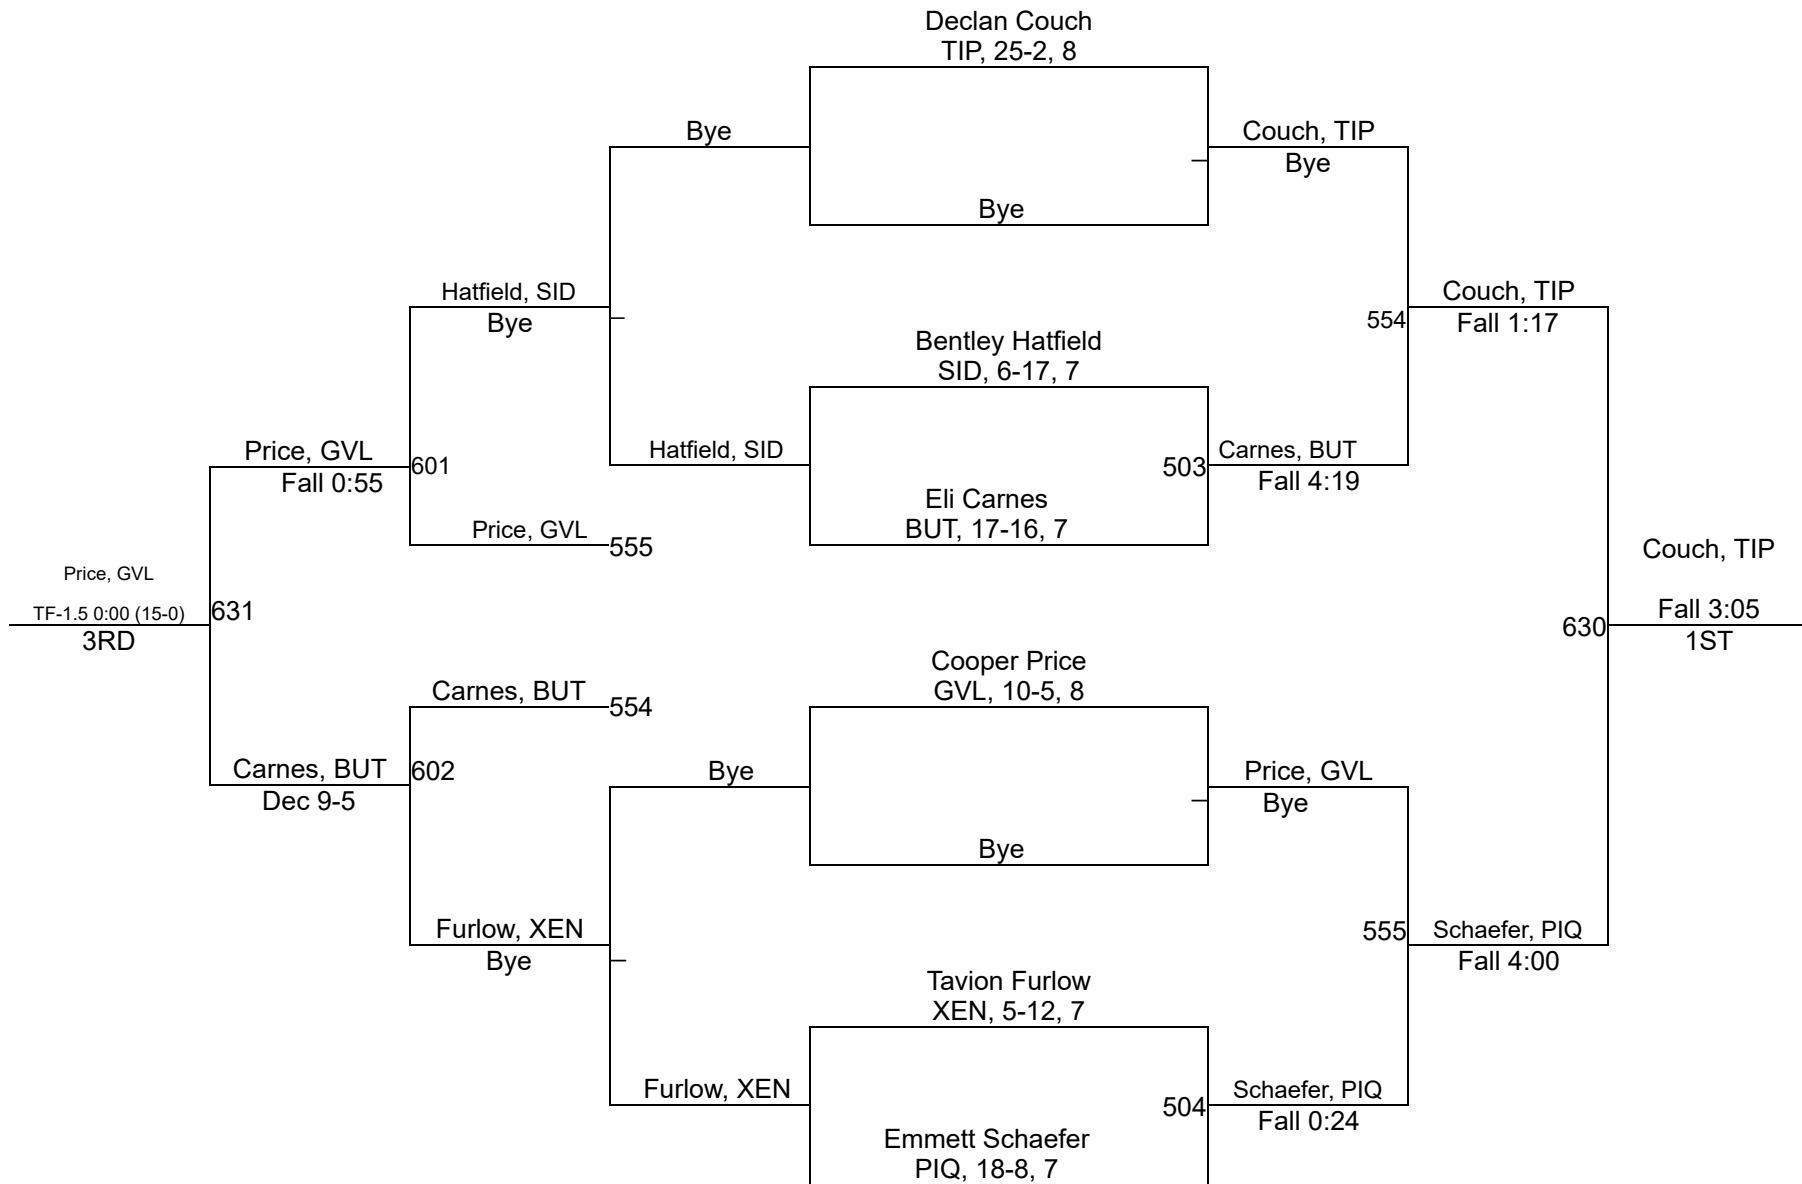 Declan Couch
TIP, 25-2, 8
Bye
Couch, TIP
Bye
Bye
Hatfield, SID
Bye
Couch, TIP
554
Fall 1:17
Bentley Hatfield
SID, 6-17, 7
Price, GVL
601
Fall 0:55
Hatfield, SID
503
Carnes, BUT
Fall 4:19
Eli Carnes
BUT, 17-16, 7
Price, GVL
555
Couch, TIP
Price, GVL
TF-1.5 0:00 (15-0)
631
3RD
Fall 3:05
630
1ST
Cooper Price
GVL, 10-5, 8
Carnes, BUT
554
Carnes, BUT
602
Dec 9-5
Bye
Price, GVL
Bye
Bye
Furlow, XEN
Bye
555
Schaefer, PIQ
Fall 4:00
Tavion Furlow
XEN, 5-12, 7
Furlow, XEN
504
Schaefer, PIQ
Fall 0:24
Emmett Schaefer
PIQ, 18-8, 7